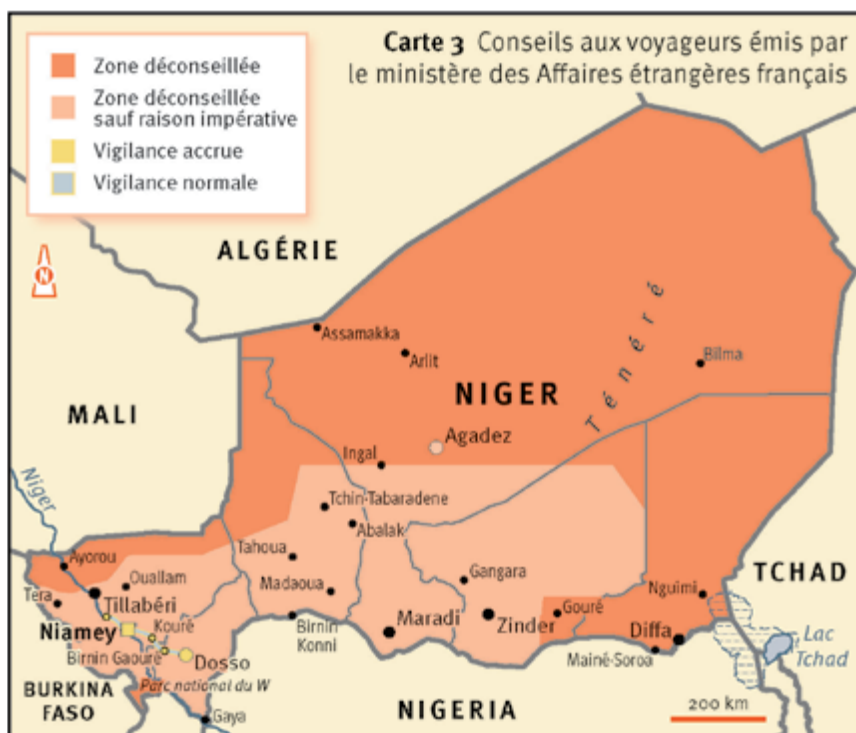 Carte 3 Conseils aux voyageurs émis par
le ministère des Affaires étrangères français
Zone déconseillée
Zone déconseillée
sauf raison impérative
Vigilance accrue
Vigilance normale
N
ALGÉRIE
Assamakka
Arlit
Bilma
Ténéré
NIGER
MALI
Agadez
Ingal
Niger
Tchin-Tabaradene
Abalak
Ayorou
Tahoua
Ouallam
Gangara
TCHAD
Tera
Madaoua
Nguimi
Tillabéri
Gouré
Niamey
Kouré
Birnin
Konni
Maradi
Zinder
Diffa
Lac
Tchad
Birnin Gaouré
Dosso
Mainé-Soroa
BURKINA
FASO
Parc national du W
Gaya
NIGERIA
200 km